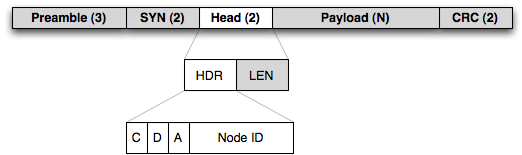 Preamble (3) SYN (2) Head (2) Payload (N) CRC (2)
HDR LEN
C D A Node ID